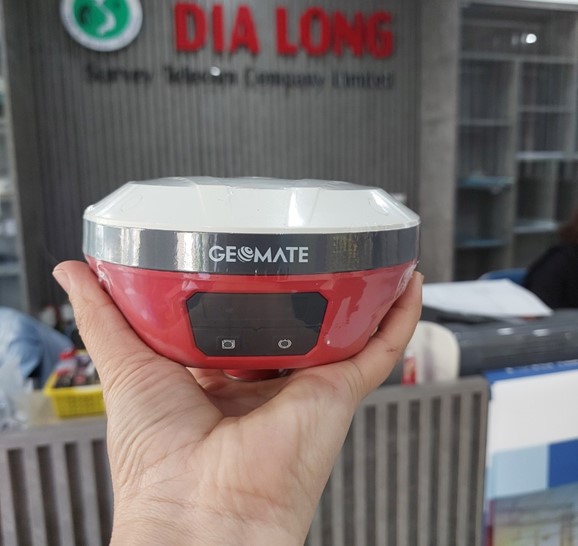 DIA LONG
Survey Telecom Company Limited
GEOMATE